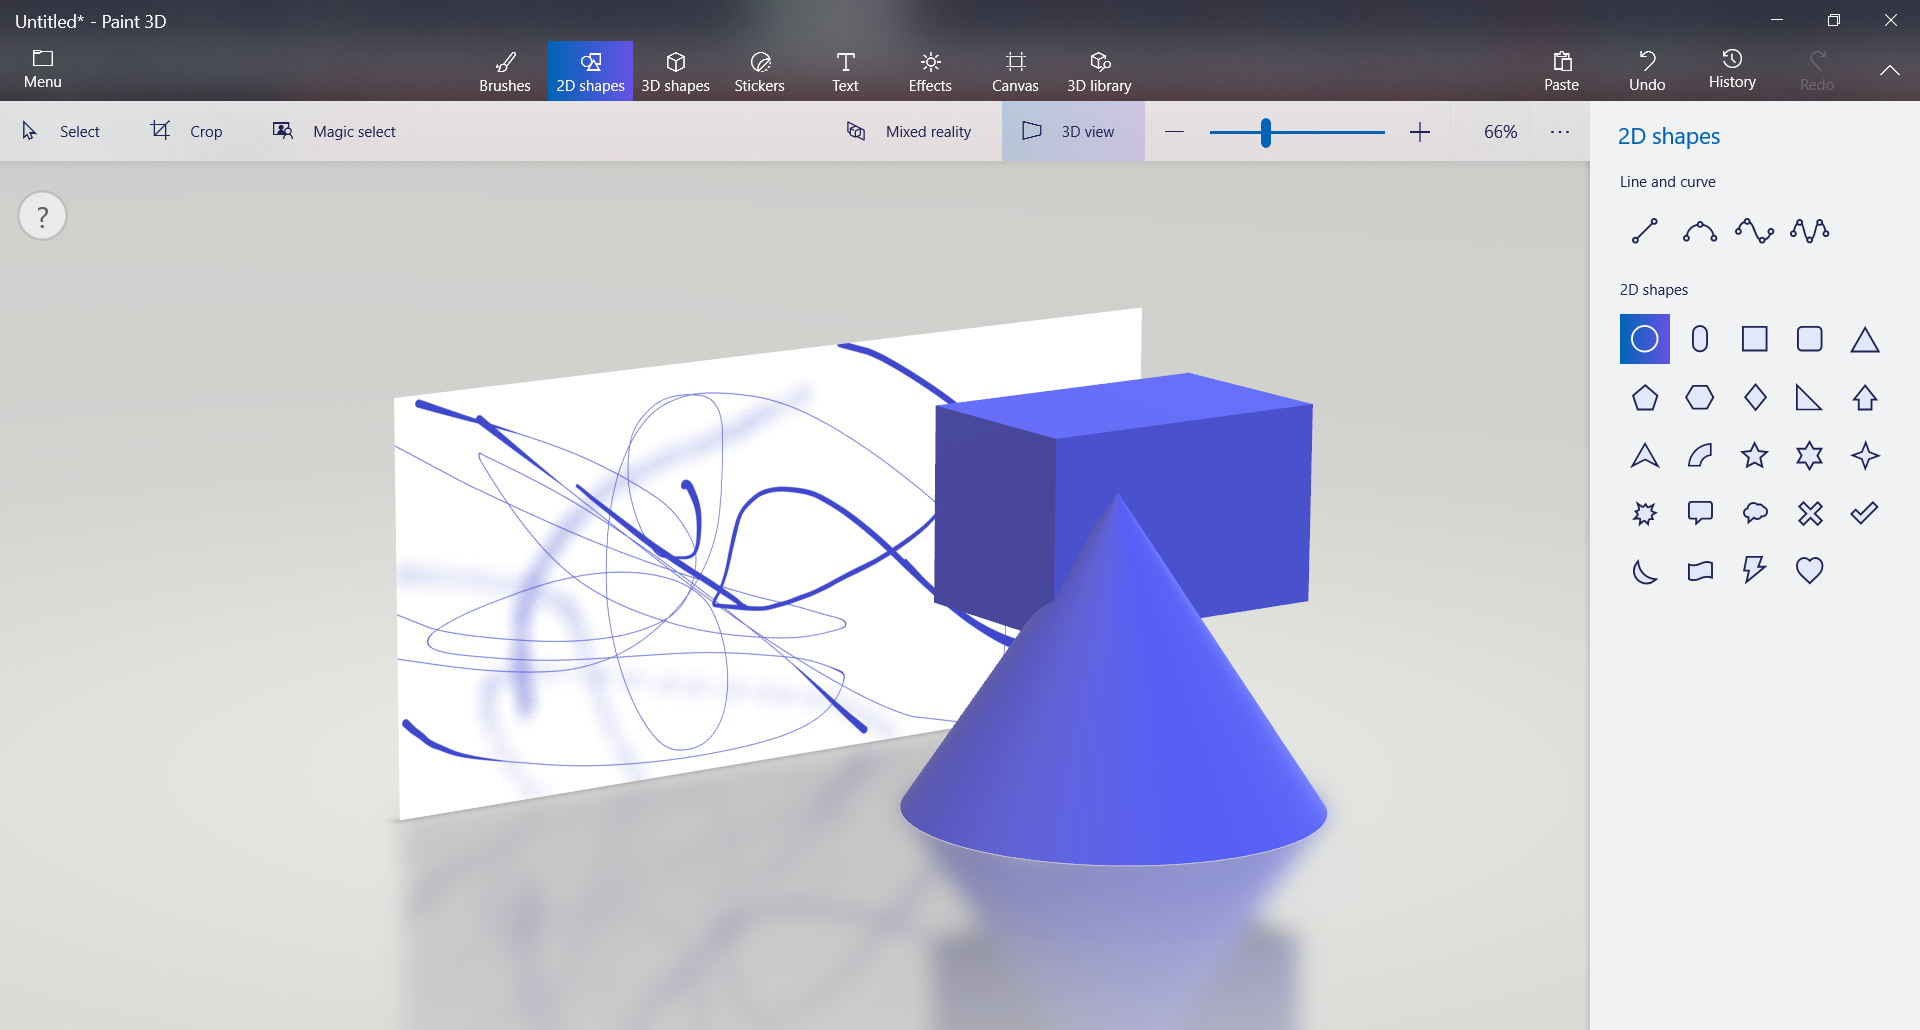 Untitled* - Paint 3D
Menu
Brushes
2D shapes
3D shapes
Stickers
Text
Effects
Canvas
3D library
Paste
Undo
History
Redo
Select
Crop
Magic select
Mixed reality
3D view
66%
?
2D shapes
Line and curve
2D shapes